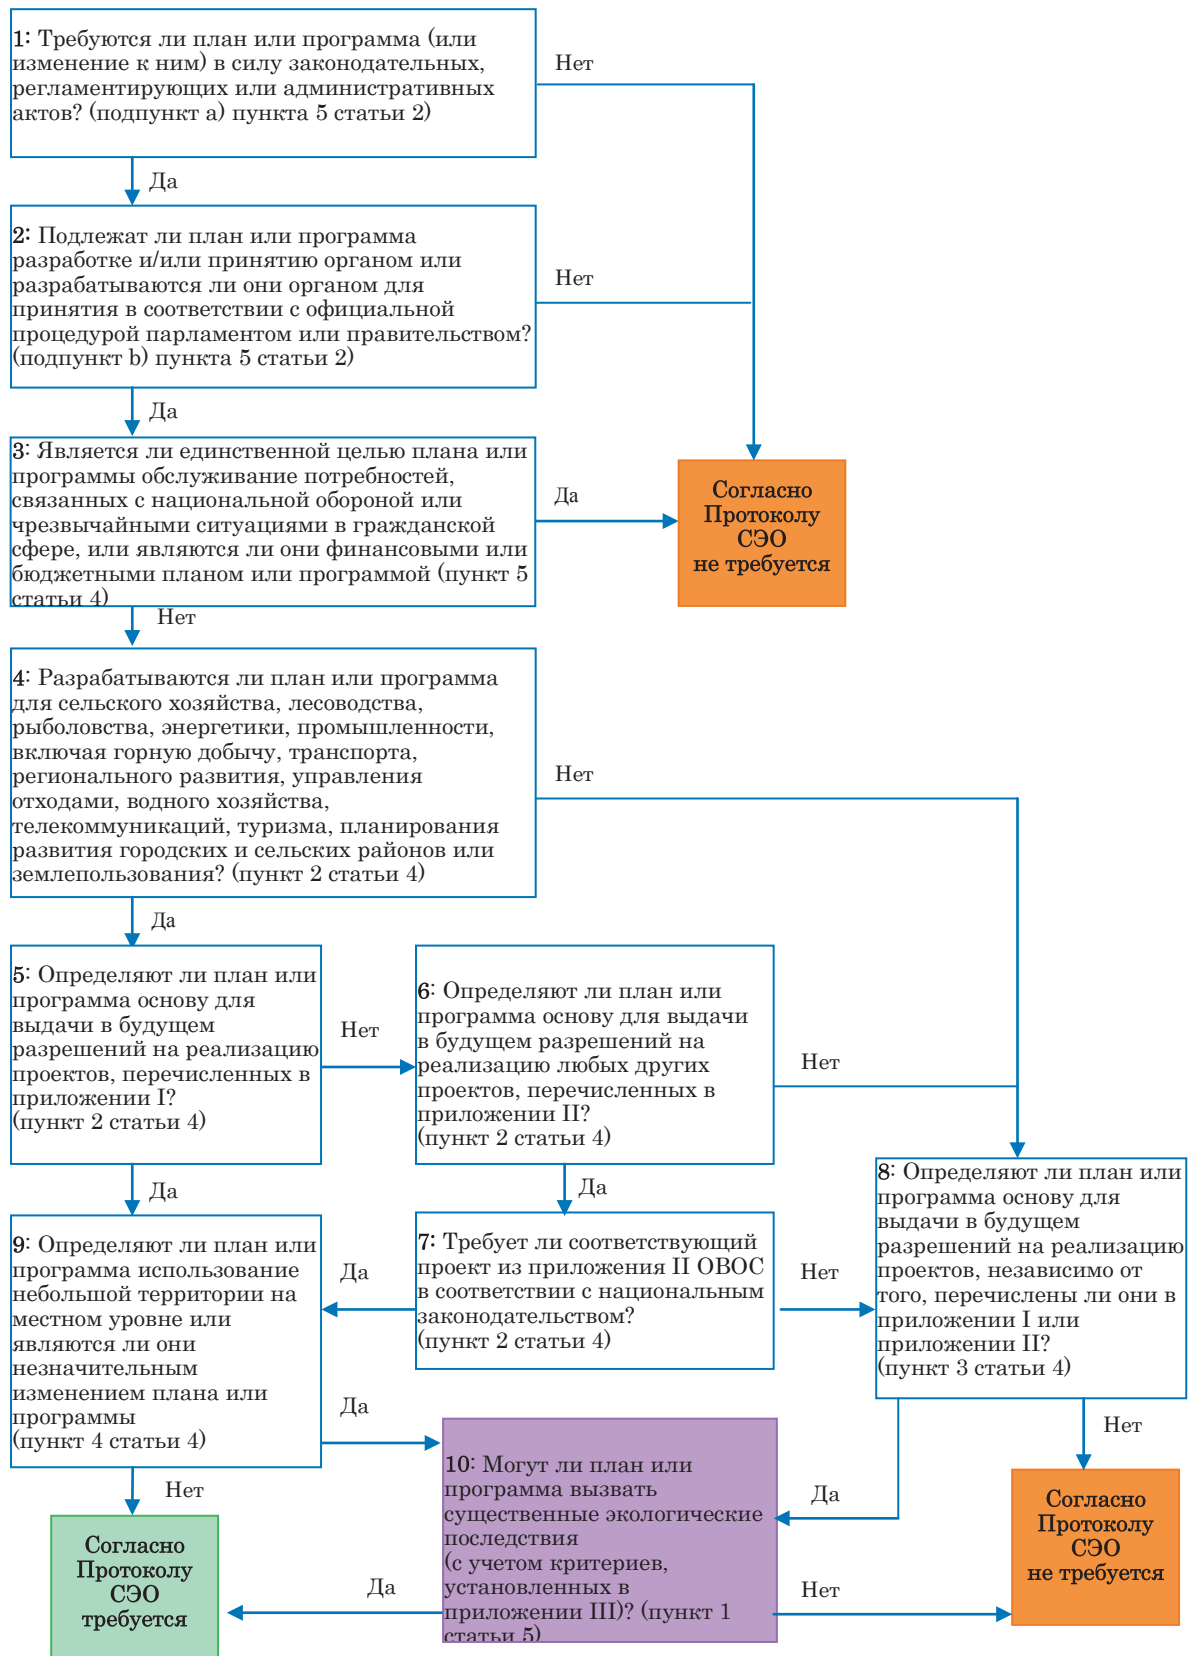 1: Требуются ли план или программа (или
изменение к ним) в силу законодательных,
регламентирующих или административных
актов? (подпункт a) пункта 5 статьи 2)
Нет
Да
2: Подлежат ли план или программа
разработке и/или принятию органом или
разрабатываются ли они органом для
принятия в соответствии с официальной
процедурой парламентом или правительством?
(подпункт b) пункта 5 статьи 2)
Нет
Да
3: Является ли единственной целью плана или
программы обслуживание потребностей,
связанных с национальной обороной или
чрезвычайными ситуациями в гражданской
сфере, или являются ли они финансовыми или
бюджетными планом или программой (пункт 5
статьи 4)
Да
Согласно
Протоколу
СЭО
не требуется
Нет
4: Разрабатываются ли план или программа
для сельского хозяйства, лесоводства,
рыболовства, энергетики, промышленности,
включая горную добычу, транспорта,
регионального развития, управления
отходами, водного хозяйства,
телекоммуникаций, туризма, планирования
развития городских и сельских районов или
землепользования? (пункт 2 статьи 4)
Нет
Да
5: Определяют ли план или
программа основу для
выдачи в будущем
разрешений на реализацию
проектов, перечисленных в
приложении I?
(пункт 2 статьи 4)
Нет
6: Определяют ли план или
программа основу для выдачи
в будущем разрешений на
реализацию любых других
проектов, перечисленных в
приложении II?
(пункт 2 статьи 4)
Нет
Да
Да
7: Требует ли соответствующий
проект из приложения II ОВОС
в соответствии с национальным
законодательством?
(пункт 2 статьи 4)
Да
Нет
8: Определяют ли план или
программа основу для
выдачи в будущем
разрешений на реализацию
проектов, независимо от
того, перечислены ли они в
приложении I или
приложении II?
(пункт 3 статьи 4)
9: Определяют ли план или
программа использование
небольшой территории на
местном уровне или
являются ли они
незначительным
изменением плана или
программы
(пункт 4 статьи 4)
Да
Нет
Нет
Да
10: Могут ли план или
программа вызвать
существенные экологические
последствия
(с учетом критериев,
установленных в
приложении III)? (пункт 1
статьи 5)
Да
Нет
Согласно
Протоколу
СЭО
требуется
Согласно
Протоколу
СЭО
не требуется